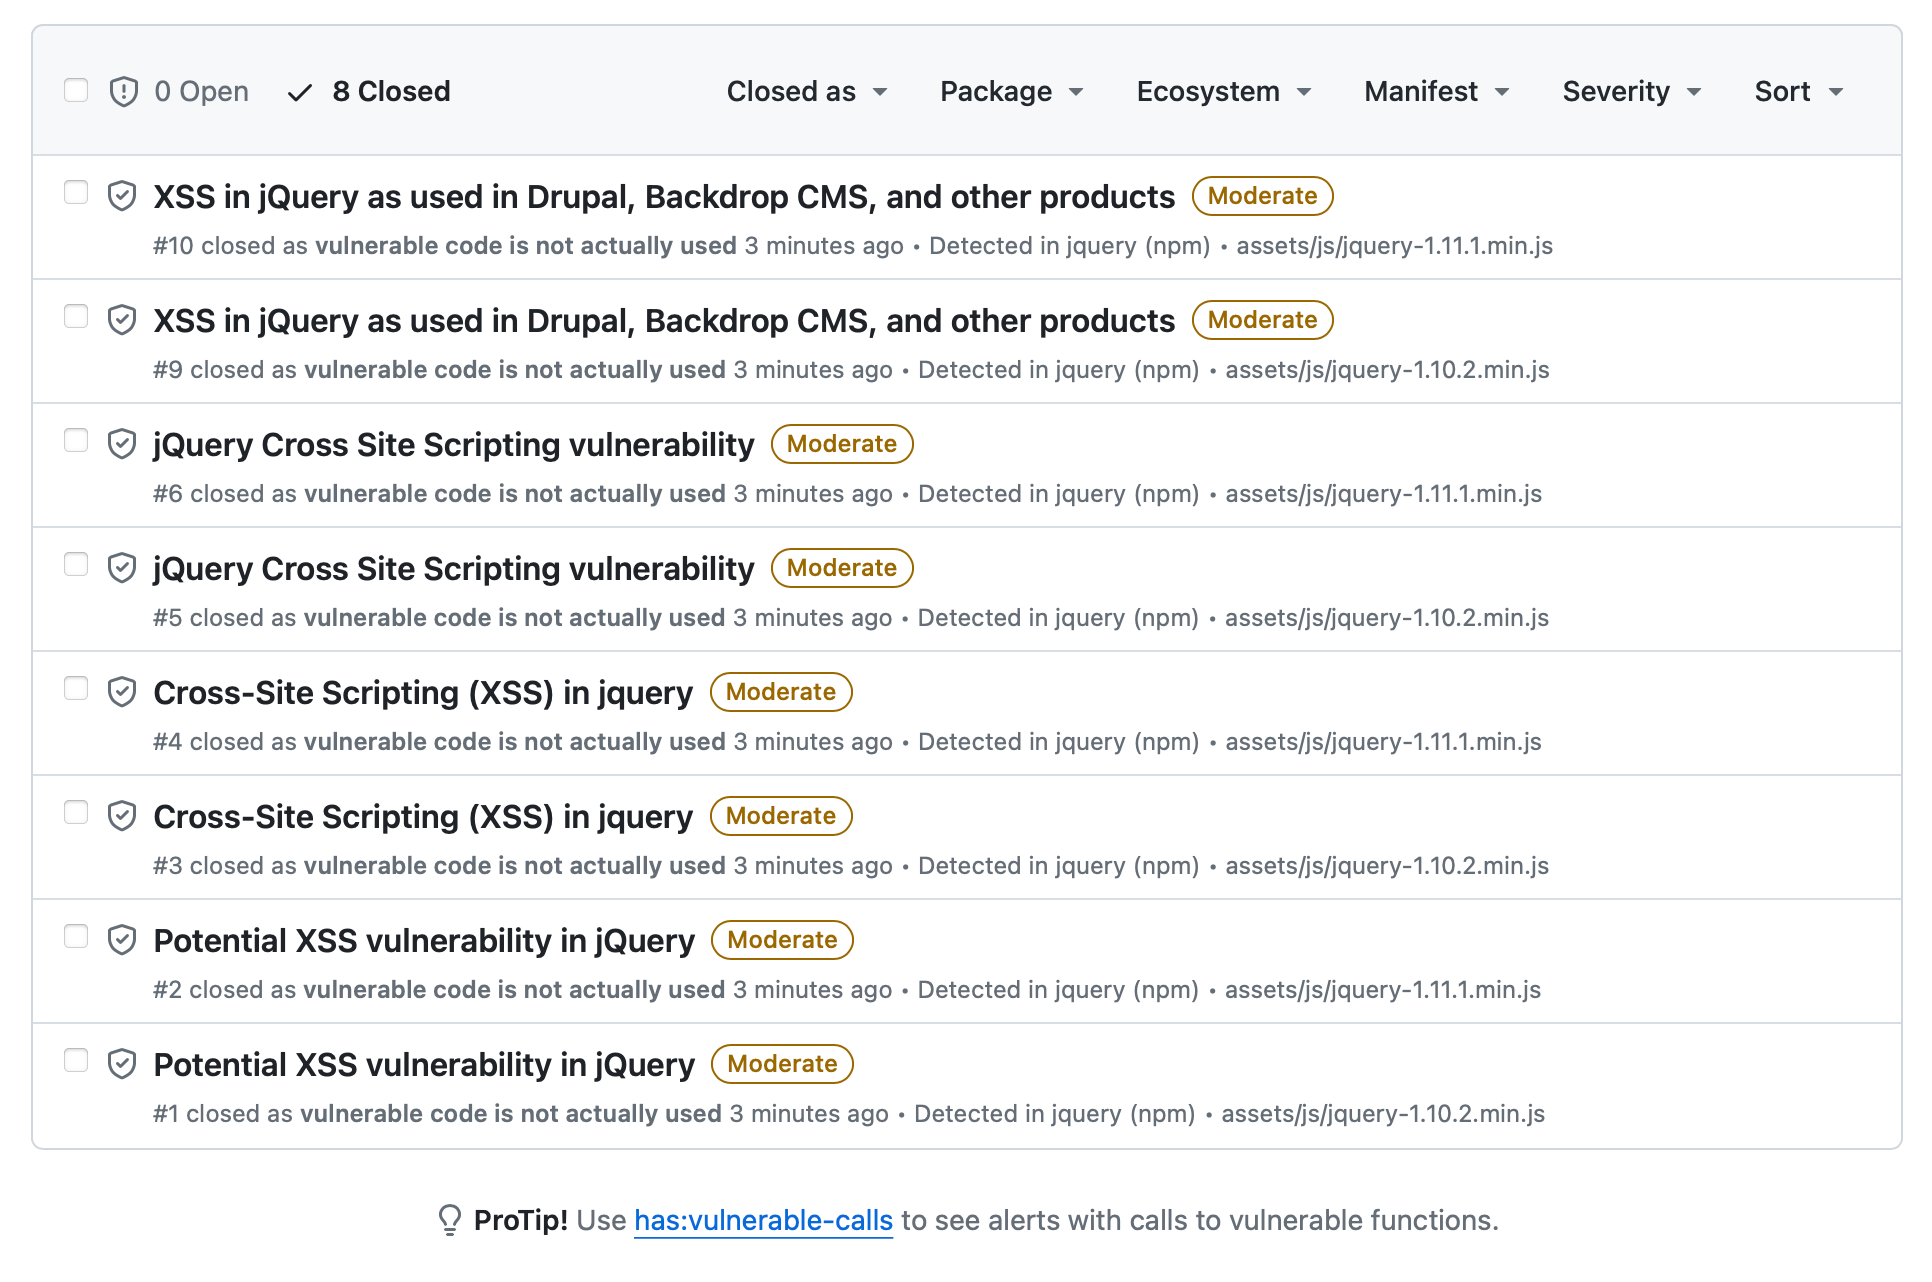 0 Open 8 Closed Closed as Package Ecosystem Manifest Severity Sort
XSS in jQuery as used in Drupal, Backdrop CMS, and other products Moderate
#10 closed as vulnerable code is not actually used 3 minutes ago • Detected in jquery (npm) • assets/js/jquery-1.11.1.min.js
XSS in jQuery as used in Drupal, Backdrop CMS, and other products Moderate
#9 closed as vulnerable code is not actually used 3 minutes ago • Detected in jquery (npm) • assets/js/jquery-1.10.2.min.js
jQuery Cross Site Scripting vulnerability Moderate
#6 closed as vulnerable code is not actually used 3 minutes ago • Detected in jquery (npm) • assets/js/jquery-1.11.1.min.js
jQuery Cross Site Scripting vulnerability Moderate
#5 closed as vulnerable code is not actually used 3 minutes ago • Detected in jquery (npm) • assets/js/jquery-1.10.2.min.js
Cross-Site Scripting (XSS) in jquery Moderate
#4 closed as vulnerable code is not actually used 3 minutes ago • Detected in jquery (npm) • assets/js/jquery-1.11.1.min.js
Cross-Site Scripting (XSS) in jquery Moderate
#3 closed as vulnerable code is not actually used 3 minutes ago • Detected in jquery (npm) • assets/js/jquery-1.10.2.min.js
Potential XSS vulnerability in jQuery Moderate
#2 closed as vulnerable code is not actually used 3 minutes ago • Detected in jquery (npm) • assets/js/jquery-1.11.1.min.js
Potential XSS vulnerability in jQuery Moderate
#1 closed as vulnerable code is not actually used 3 minutes ago • Detected in jquery (npm) • assets/js/jquery-1.10.2.min.js
ProTip! Use has:vulnerable-calls to see alerts with calls to vulnerable functions.